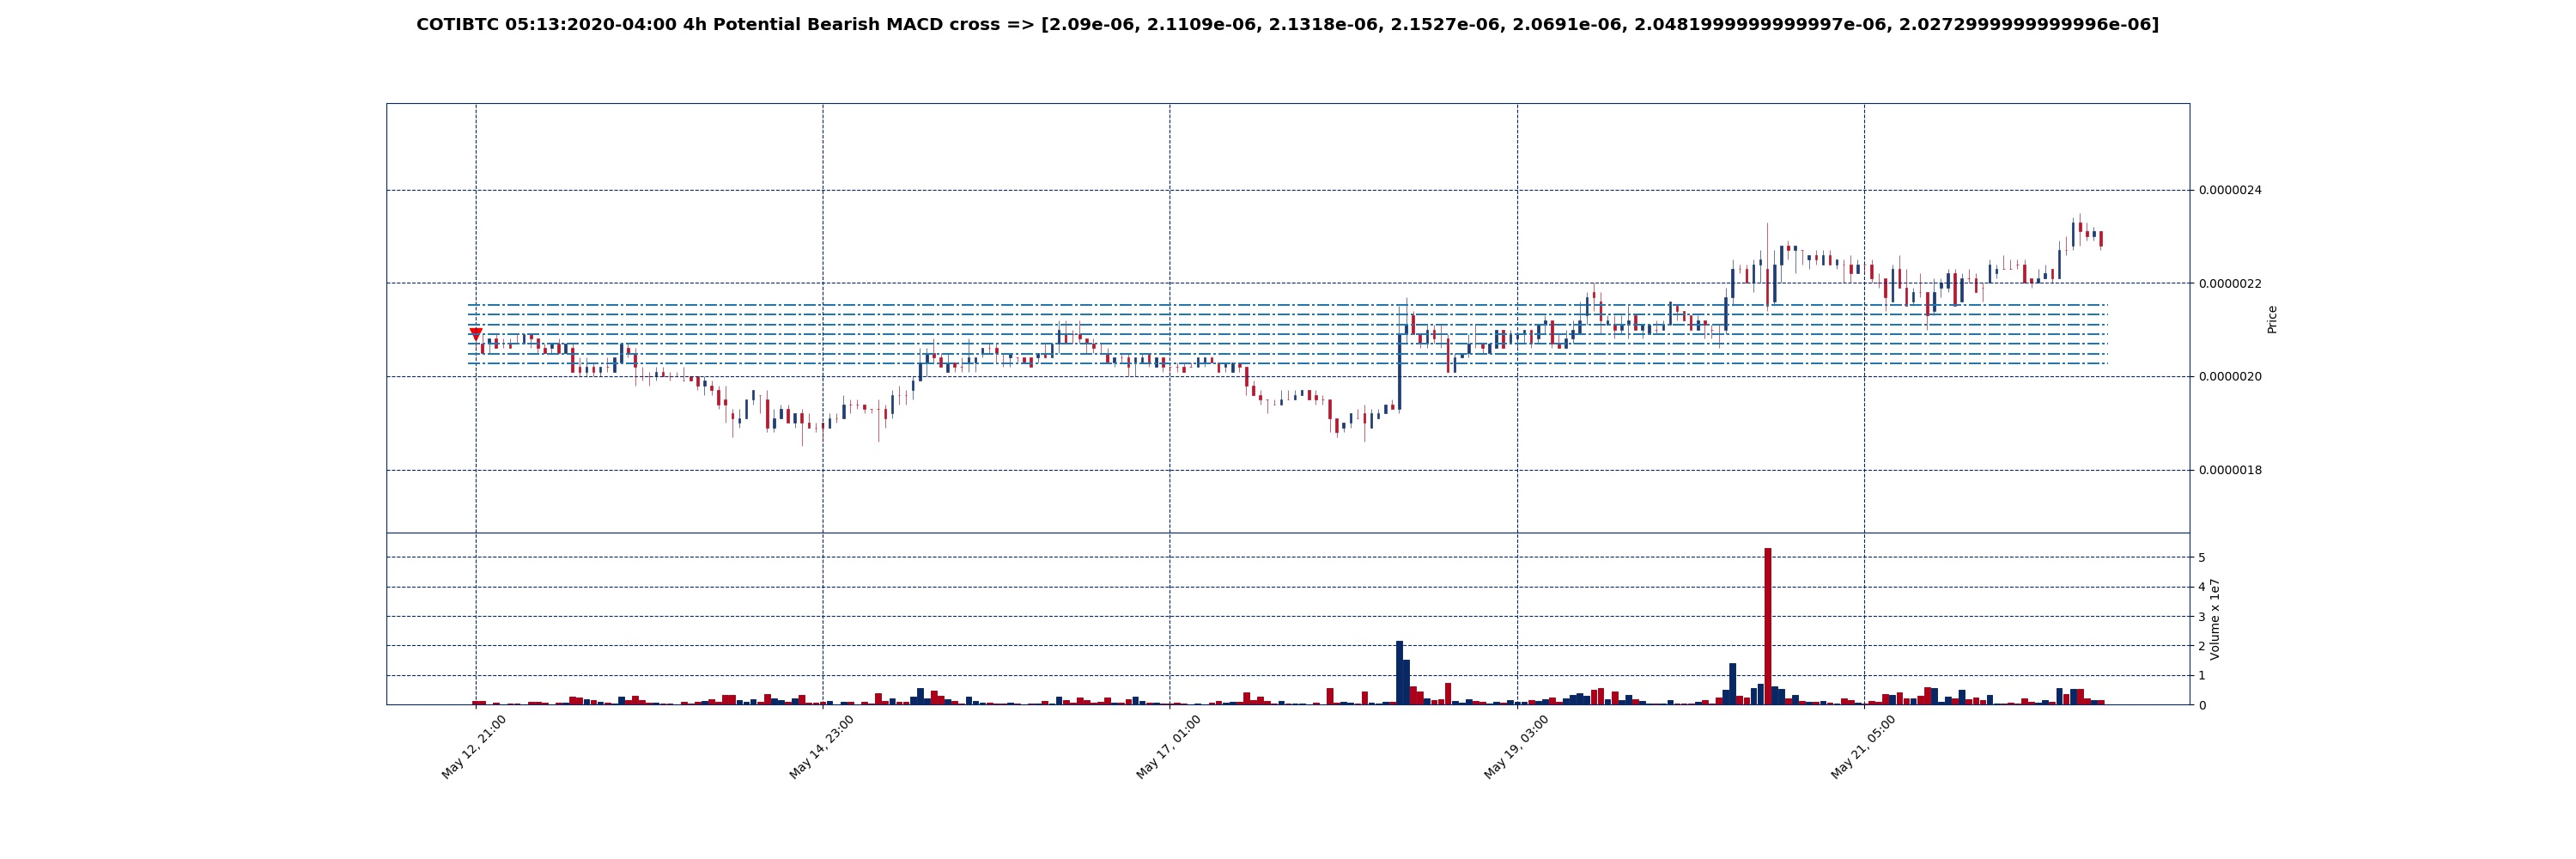 COTIBTC 05:13:2020-04:00 4h Potential Bearish MACD cross => [2.09e-06, 2.1109e-06, 2.1318e-06, 2.1527e-06, 2.0691e-06, 2.0481999999999997e-06, 2.0272999999999996e-06]
0.0000024
0.0000022
0.0000020
0.0000018
Price
5
4
3
2
1
0
Volume x 1e7
May 12, 21:00
May 14, 23:00
May 17, 01:00
May 19, 03:00
May 21, 05:00